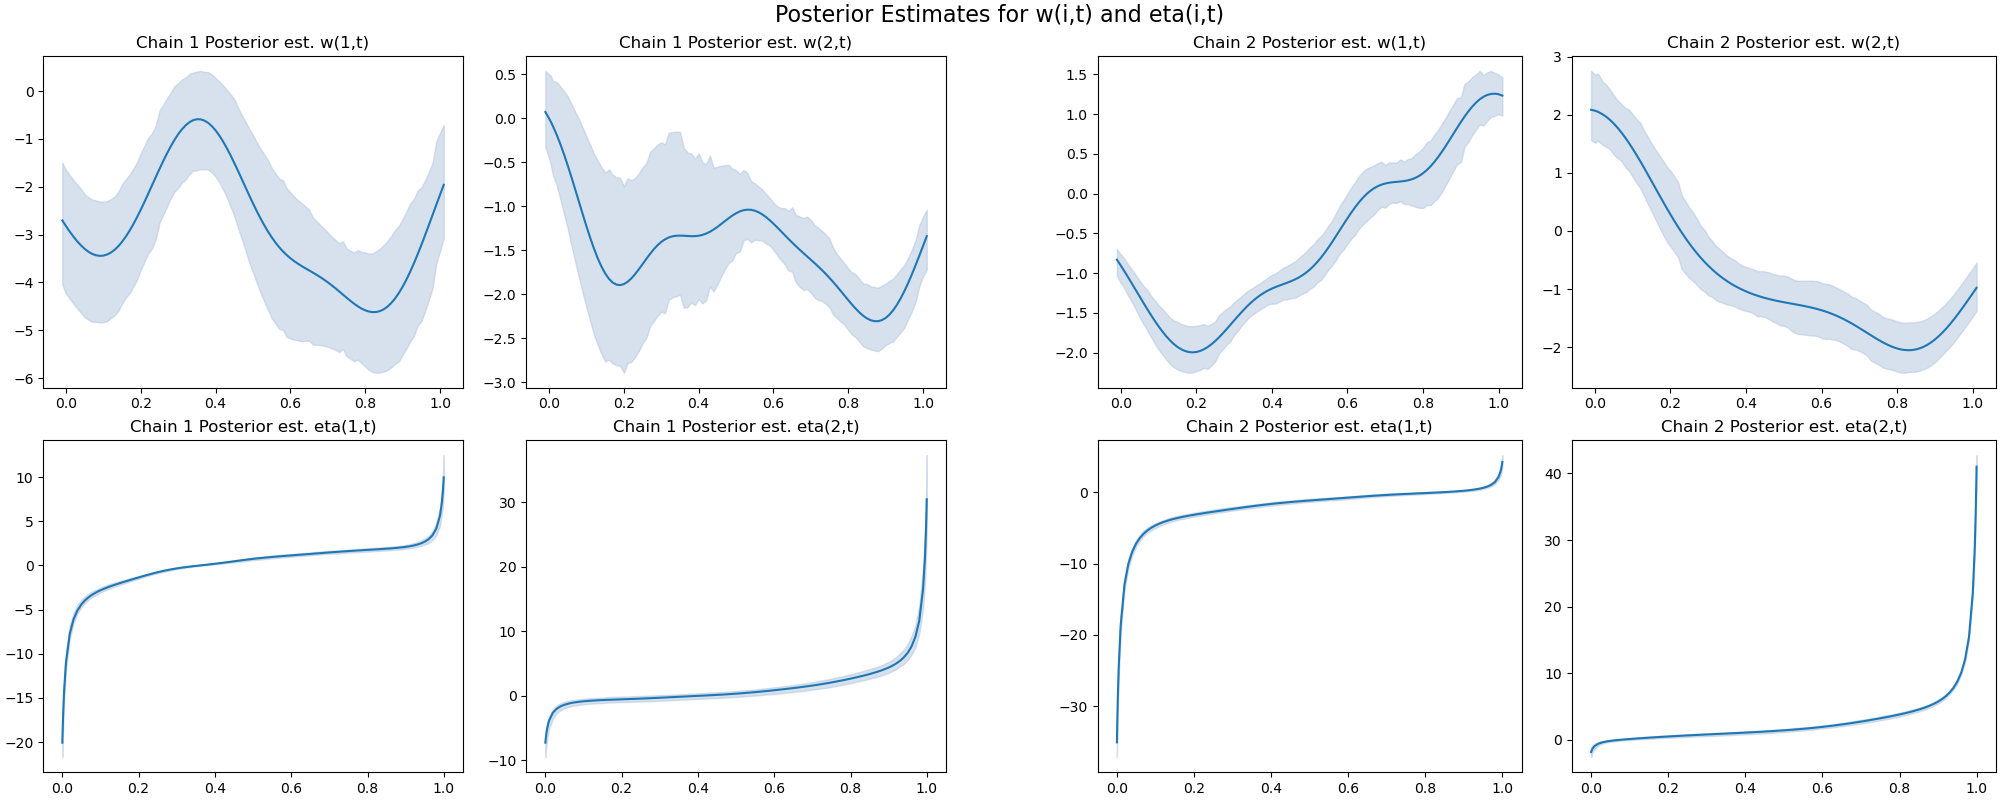 Posterior Estimates for w(i,t) and eta(i,t)
Chain 1 Posterior est. w(1,t)
0
−1
−2
−3
−4
−5
−6
0.0 0.2 0.4 0.6 0.8 1.0
Chain 1 Posterior est. w(2,t)
0.5
0.0
−0.5
−1.0
−1.5
−2.0
−2.5
−3.0
0.0 0.2 0.4 0.6 0.8 1.0
Chain 2 Posterior est. w(1,t)
1.5
1.0
0.5
0.0
−0.5
−1.0
−1.5
−2.0
0.0 0.2 0.4 0.6 0.8 1.0
Chain 2 Posterior est. w(2,t)
3
2
1
0
−1
−2
0.0 0.2 0.4 0.6 0.8 1.0
Chain 1 Posterior est. eta(1,t)
10
5
0
−5
−10
−15
−20
0.0 0.2 0.4 0.6 0.8 1.0
Chain 1 Posterior est. eta(2,t)
30
20
10
0
−10
0.0 0.2 0.4 0.6 0.8 1.0
Chain 2 Posterior est. eta(1,t)
0
−10
−20
−30
0.0 0.2 0.4 0.6 0.8 1.0
Chain 2 Posterior est. eta(2,t)
40
30
20
10
0
0.0 0.2 0.4 0.6 0.8 1.0